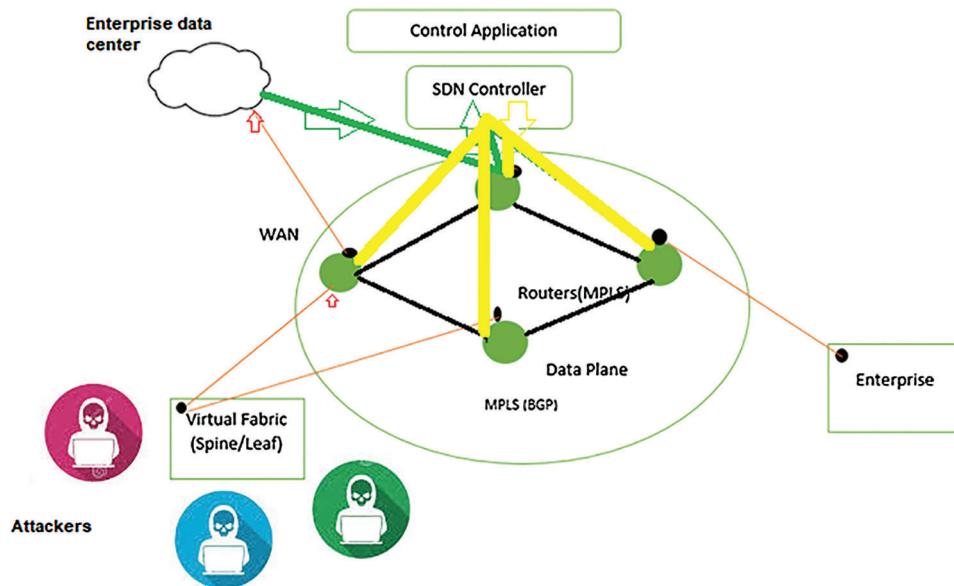 Enterprise data
center
Control Application
SDN Controller
WAN
Routers(MPLS)
Data Plane
MPLS (BGP)
Enterprise
Virtual Fabric
(Spine/Leaf)
Attackers